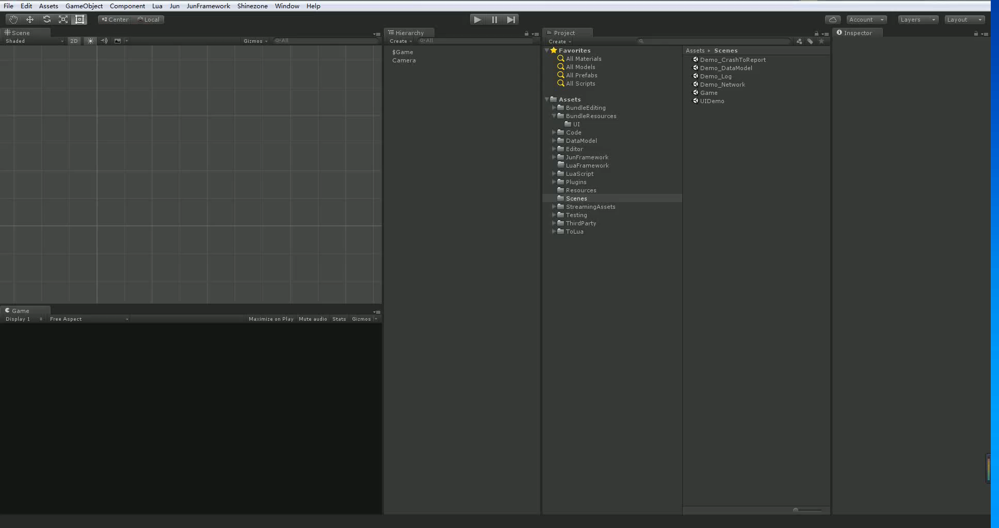 File Edit Assets GameObject Component Lua Jun JunFramework Shinezone Window Help
Center Local
Account Layers Layout
Scene
Shaded 2D Gizmos All
Game
Display 1 Free Aspect Maximize on Play Mute audio Stats Gizmos
Hierarchy
Create All
$Game
Camera
Project
Create
Favorites
All Materials
All Models
All Prefabs
All Scripts
Assets
BundleEditing
BundleResources
UI
Code
DataModel
Editor
JunFramework
LuaFramework
LuaScript
Plugins
Resources
Scenes
StreamingAssets
Testing
ThirdParty
ToLua
Assets Scenes
Demo_CrashToReport
Demo_DataModel
Demo_Log
Demo_Network
Game
UIDemo
Inspector